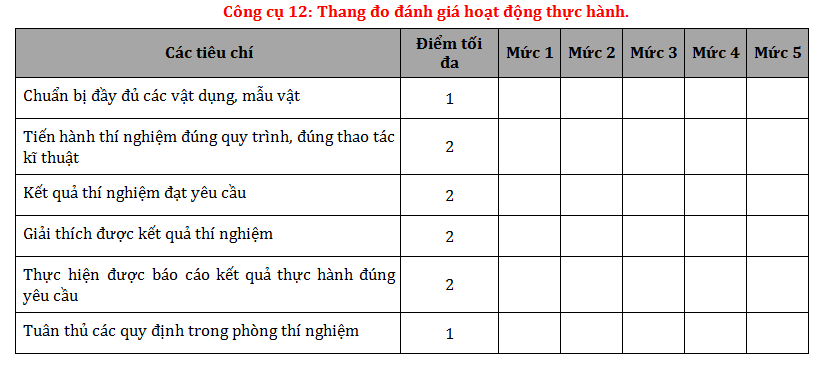 Công cụ 12: Thang đo đánh giá hoạt động thực hành.
Các tiêu chí
Điểm tối
đa
Mức 1
Mức 2
Mức 3
Mức 4
Mức 5
Chuẩn bị đầy đủ các vật dụng, mẫu vật
1
Tiến hành thí nghiệm đúng quy trình, đúng thao tác
kĩ thuật
2
Kết quả thí nghiệm đạt yêu cầu
2
Giải thích được kết quả thí nghiệm
2
Thực hiện được báo cáo kết quả thực hành đúng
yêu cầu
2
Tuân thủ các quy định trong phòng thí nghiệm
1